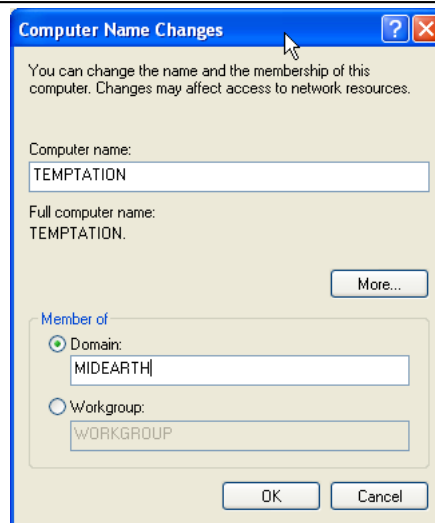 Computer Name Changes
You can change the name and the membership of this
computer. Changes may affect access to network resources.
Computer name:
TEMPTATION
Full computer name:
TEMPTATION.
More...
Member of
Domain:
MIDEARTH
Workgroup:
WORKGROUP
OK Cancel